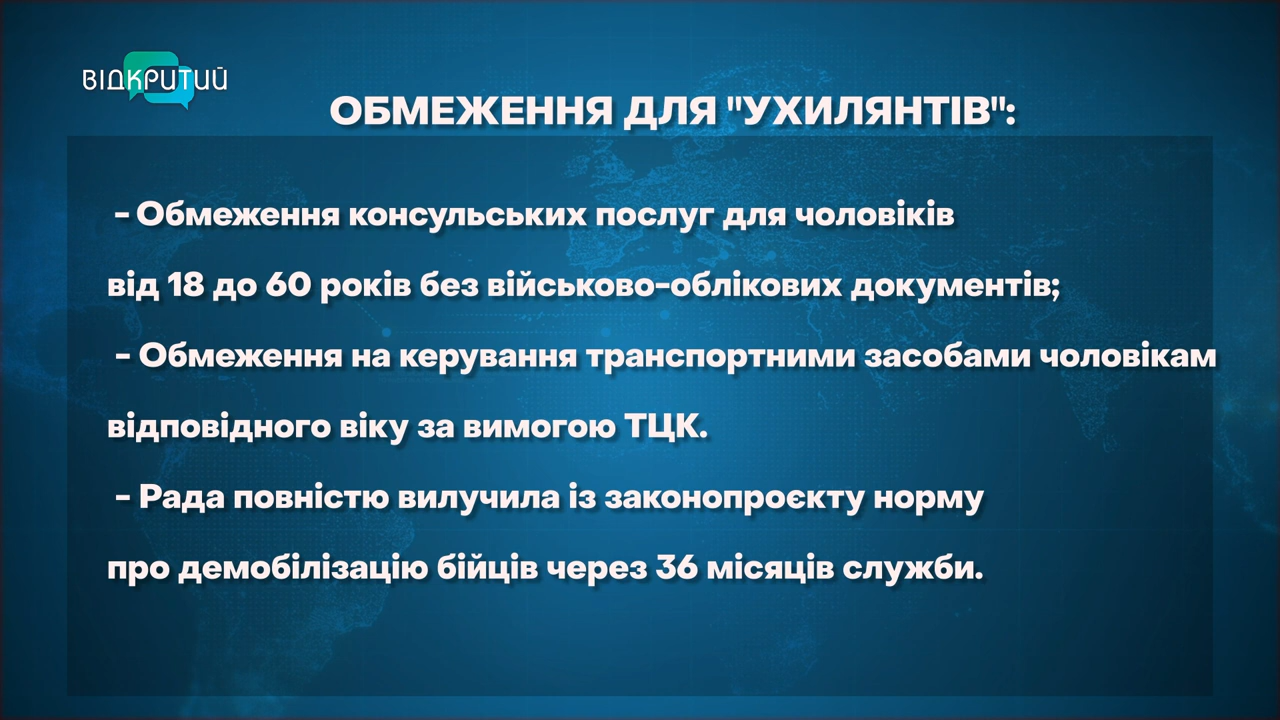 ВІДКРИТИЙ
ОБМЕЖЕННЯ ДЛЯ "УХИЛЯНТІВ":
- Обмеження консульських послуг для чоловіків
від 18 до 60 років без військово-облікових документів;
- Обмеження на керування транспортними засобами чоловікам
відповідного віку за вимогою ТЦК.
- Рада повністю вилучила із законопроєкту норму
про демобілізацію бійців через 36 місяців служби.